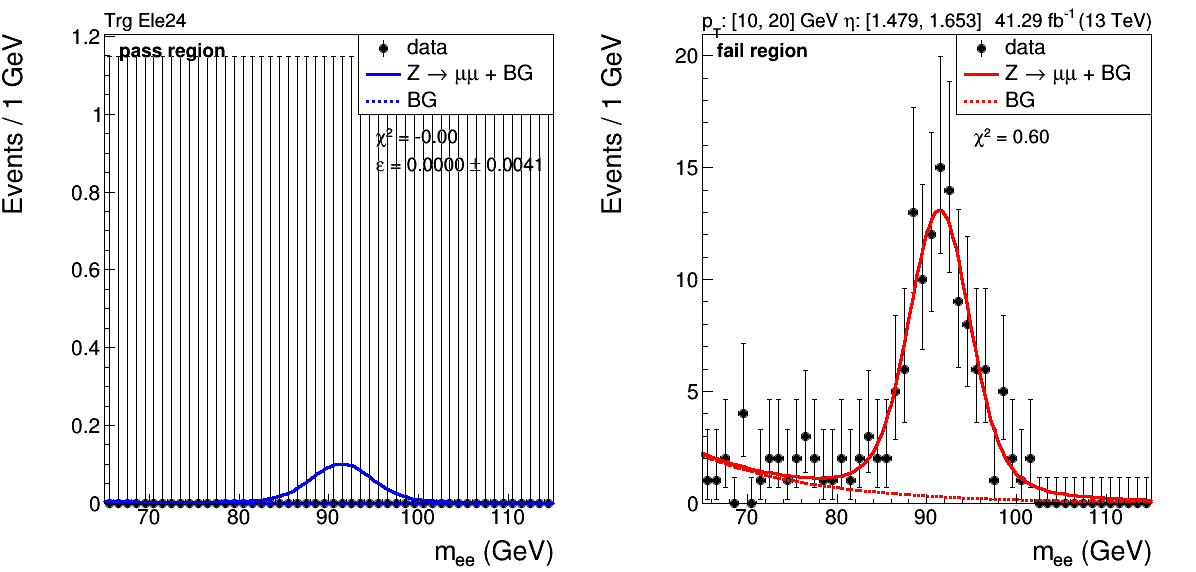 Trg Ele24
pass region
data
Z → μμ + BG
BG
χ² = -0.00
ε = 0.0000 ± 0.0041
Events / 1 GeV
1.2
1
0.8
0.6
0.4
0.2
0
70 80 90 100 110
m_ee (GeV)
p_T: [10, 20] GeV η: [1.479, 1.653] 41.29 fb⁻¹ (13 TeV)
fail region
data
Z → μμ + BG
BG
χ² = 0.60
Events / 1 GeV
20
15
10
5
0
70 80 90 100 110
m_ee (GeV)